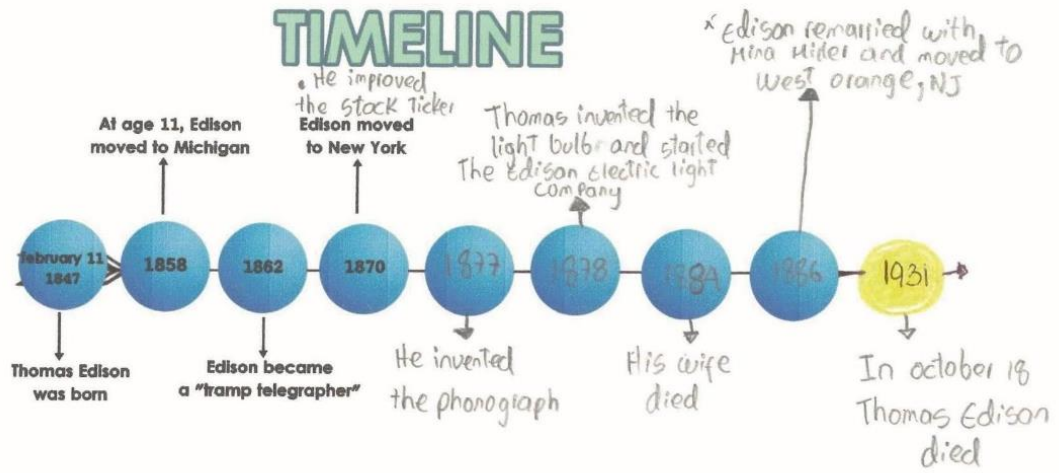 TIMELINE
• He improved
the stock Ticker
Edison moved
to New York
At age 11, Edison
moved to Michigan
Thomas invented the
light bulb and started
The Edison Electric light
company
x Edison remarried with
Mina Miller and moved to
West orange, NJ
february 11
1847
1858
1862
1870
1877
1878
1884
1886
1931
Thomas Edison
was born
Edison became
a "tramp telegrapher"
He invented
the phonograph
His wife
died
In october 18
Thomas Edison
died